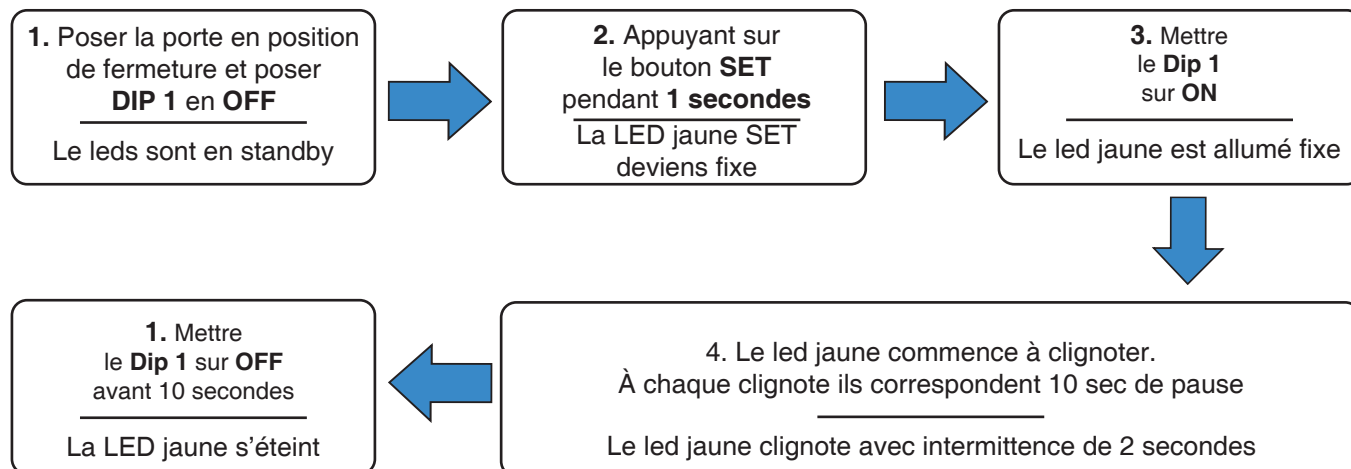 1. Poser la porte en position
de fermeture et poser
DIP 1 en OFF
Le leds sont en standby
2. Appuyant sur
le bouton SET
pendant 1 secondes
La LED jaune SET
deviens fixe
3. Mettre
le Dip 1
sur ON
Le led jaune est allumé fixe
4. Le led jaune commence à clignoter.
À chaque clignote ils correspondent 10 sec de pause
Le led jaune clignote avec intermittence de 2 secondes
1. Mettre
le Dip 1 sur OFF
avant 10 secondes
La LED jaune s'éteint